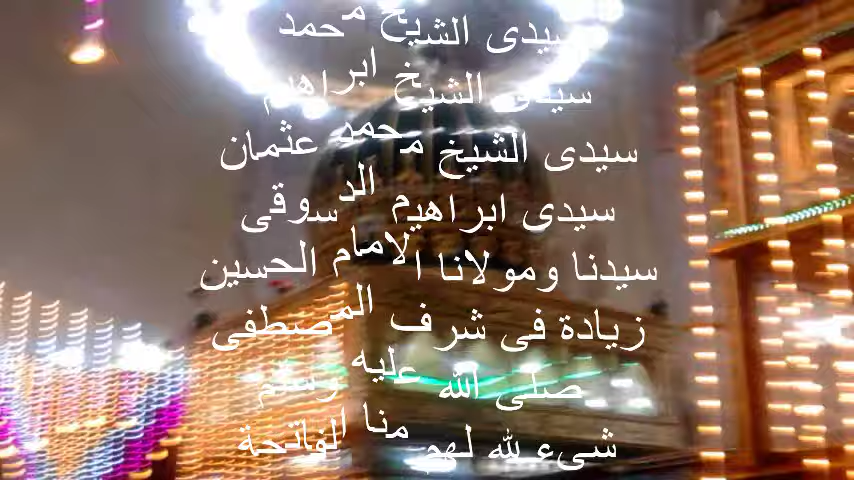 سيدى الشيخ محمد
سيدى الشيخ ابراهيم
سيدى الشيخ محمد عثمان
سيدى ابراهيم الدسوقى
سيدنا ومولانا الامام الحسين
زيادة فى شرف المصطفى
صلى الله عليه وسلم
شىء لله لهم منا الفاتحة